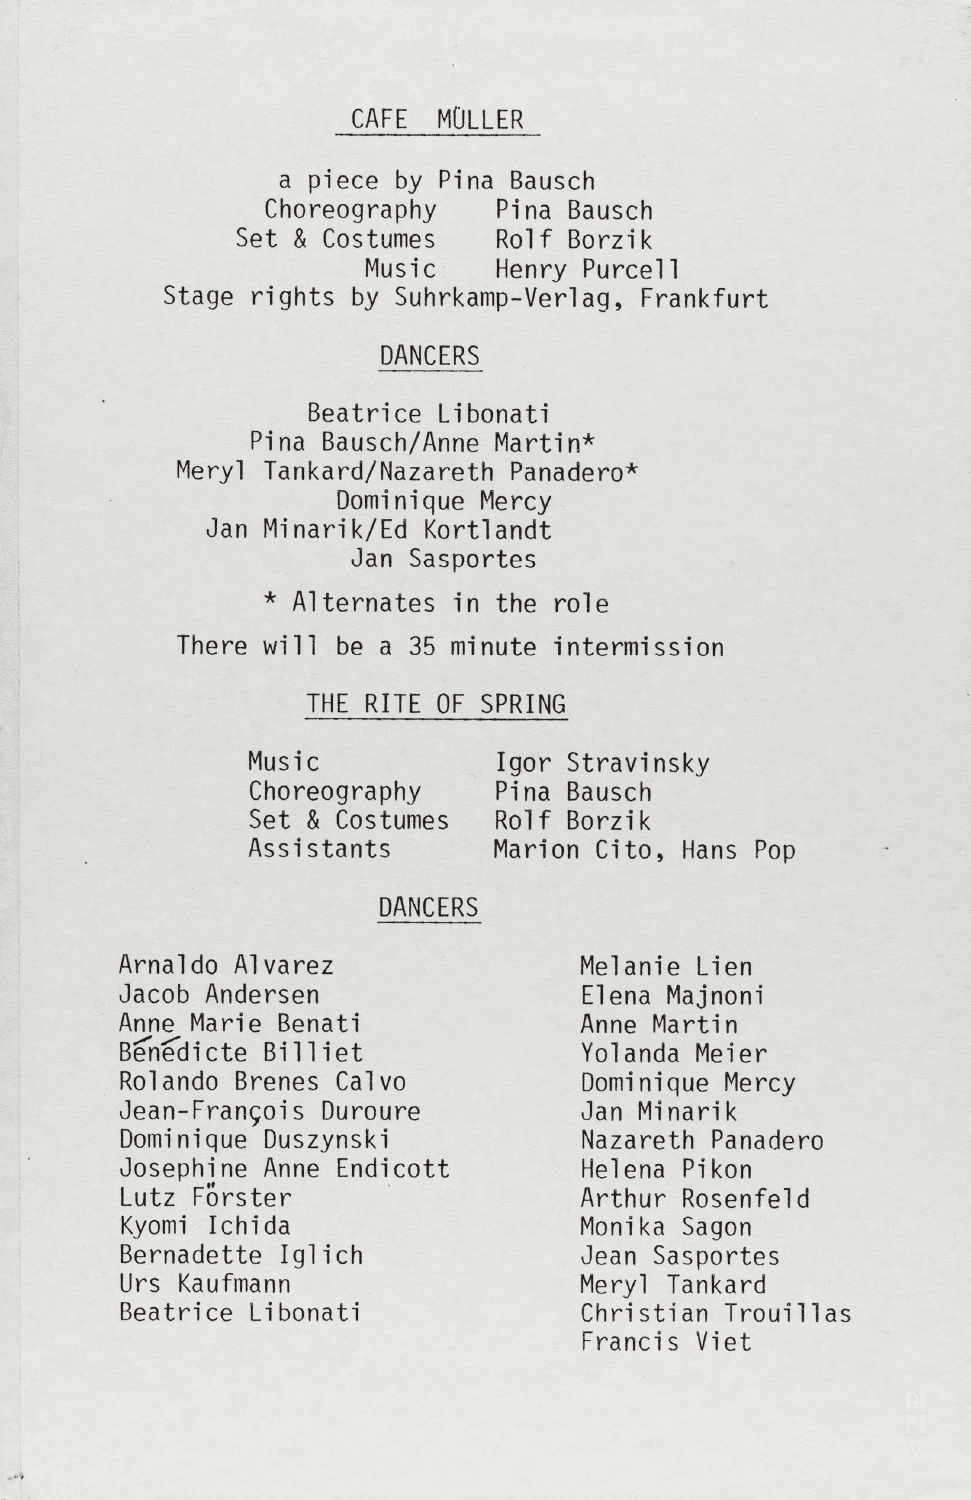 CAFE MÜLLER
a piece by Pina Bausch
Choreography Pina Bausch
Set & Costumes Rolf Borzik
Music Henry Purcell
Stage rights by Suhrkamp-Verlag, Frankfurt
DANCERS
Beatrice Libonati
Pina Bausch/Anne Martin*
Meryl Tankard/Nazareth Panadero*
Dominique Mercy
Jan Minarik/Ed Kortlandt
Jan Sasportes
* Alternates in the role
There will be a 35 minute intermission
THE RITE OF SPRING
Music Igor Stravinsky
Choreography Pina Bausch
Set & Costumes Rolf Borzik
Assistants Marion Cito, Hans Pop
DANCERS
Arnaldo Alvarez
Jacob Andersen
Anne Marie Benati
Bénédicte Billiet
Rolando Brenes Calvo
Jean-François Duroure
Dominique Duszynski
Josephine Anne Endicott
Lutz Förster
Kyomi Ichida
Bernadette Iglich
Urs Kaufmann
Beatrice Libonati
Melanie Lien
Elena Majnoni
Anne Martin
Yolanda Meier
Dominique Mercy
Jan Minarik
Nazareth Panadero
Helena Pikon
Arthur Rosenfeld
Monika Sagon
Jean Sasportes
Meryl Tankard
Christian Trouillas
Francis Viet